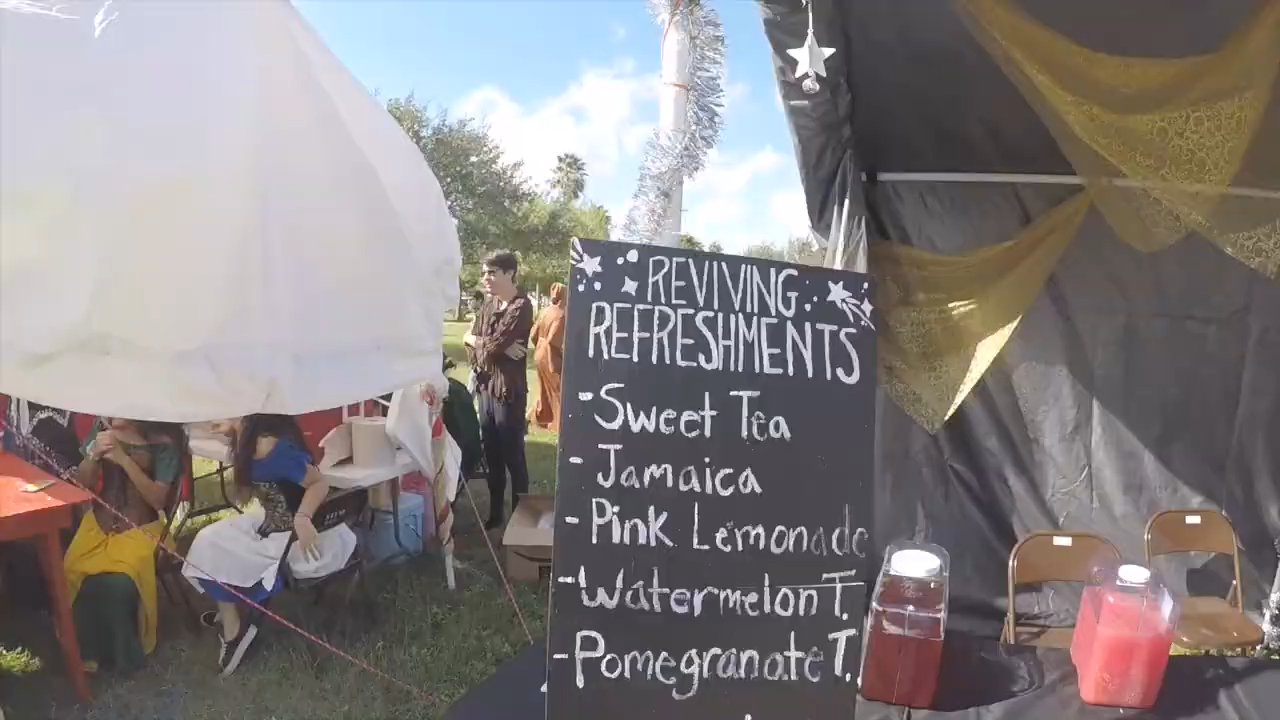 REVIVING
REFRESHMENTS
- Sweet Tea
- Jamaica
- Pink Lemonade
- Watermelon T.
- Pomegranate T.